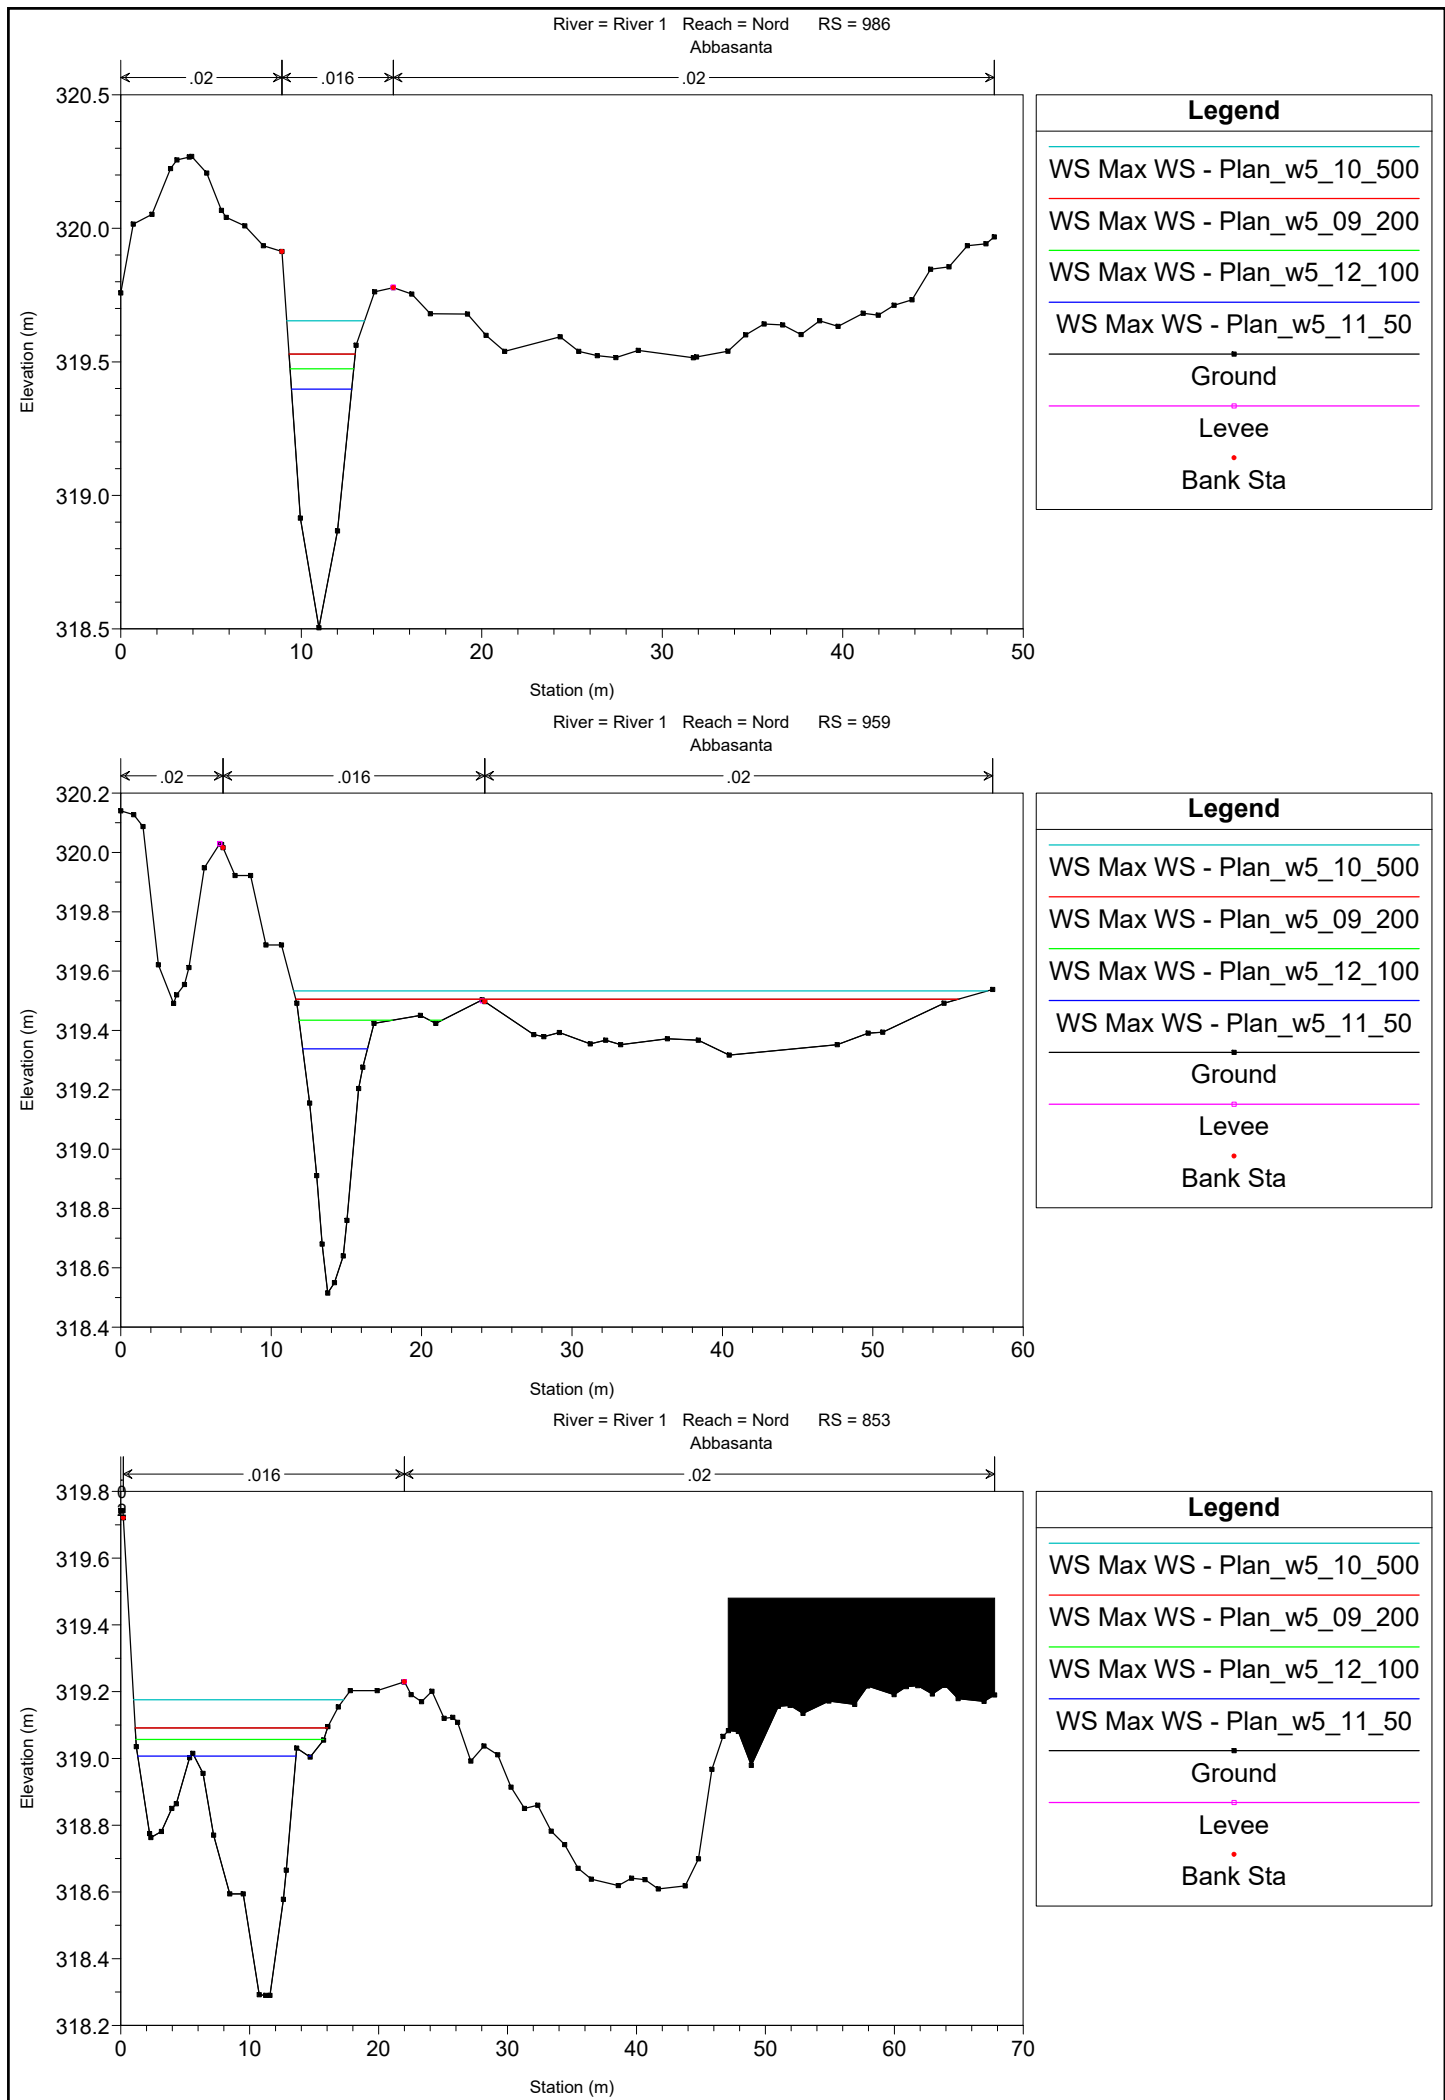 River = River 1 Reach = Nord RS = 986
Abbasanta
.02 .016 .02
320.5
320.0
319.5
319.0
318.5
0 10 20 30 40 50
Station (m)
Elevation (m)
Legend
WS Max WS - Plan_w5_10_500
WS Max WS - Plan_w5_09_200
WS Max WS - Plan_w5_12_100
WS Max WS - Plan_w5_11_50
Ground
Levee
Bank Sta
River = River 1 Reach = Nord RS = 959
Abbasanta
.02 .016 .02
320.2
320.0
319.8
319.6
319.4
319.2
319.0
318.8
318.6
318.4
0 10 20 30 40 50 60
Station (m)
Elevation (m)
Legend
WS Max WS - Plan_w5_10_500
WS Max WS - Plan_w5_09_200
WS Max WS - Plan_w5_12_100
WS Max WS - Plan_w5_11_50
Ground
Levee
Bank Sta
River = River 1 Reach = Nord RS = 853
Abbasanta
.016 .02
319.8
319.6
319.4
319.2
319.0
318.8
318.6
318.4
318.2
0 10 20 30 40 50 60 70
Station (m)
Elevation (m)
Legend
WS Max WS - Plan_w5_10_500
WS Max WS - Plan_w5_09_200
WS Max WS - Plan_w5_12_100
WS Max WS - Plan_w5_11_50
Ground
Levee
Bank Sta